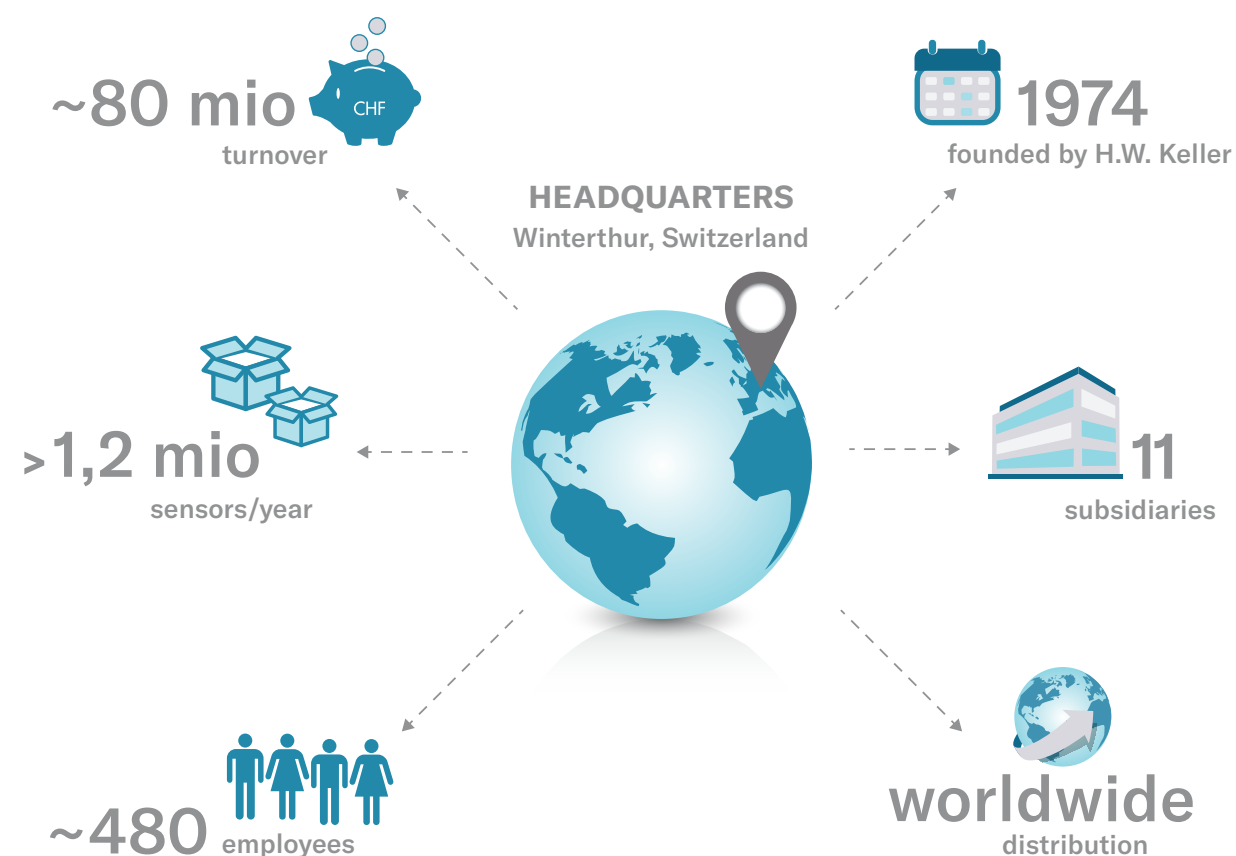 ~80 mio
CHF
turnover
1974
founded by H.W. Keller
HEADQUARTERS
Winterthur, Switzerland
>1,2 mio
sensors/year
11
subsidiaries
~480
employees
worldwide
distribution